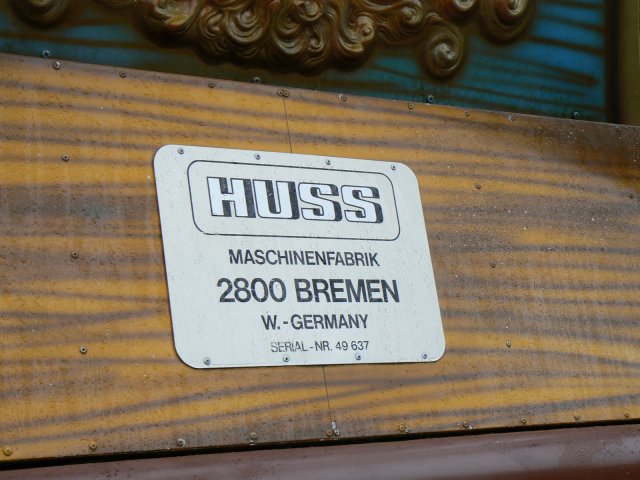 HUSS
MASCHINENFABRIK
2800 BREMEN
W.-GERMANY
SERIAL-NR. 49 637